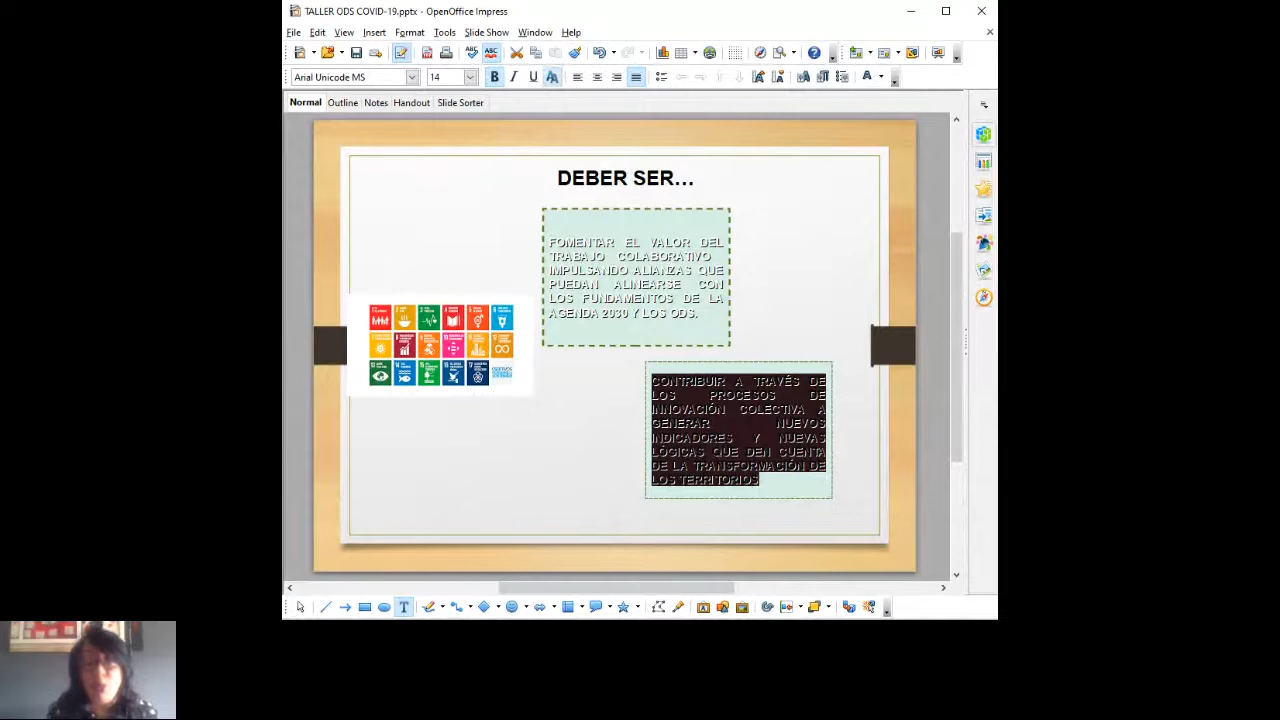 TALLER ODS COVID-19.pptx - OpenOffice Impress
File Edit View Insert Format Tools Slide Show Window Help
Arial Unicode MS 14
Normal Outline Notes Handout Slide Sorter
DEBER SER...
FOMENTAR EL VALOR DEL
TRABAJO COLABORATIVO
IMPULSANDO ALIANZAS QUE
PUEDAN ALINEARSE CON
LOS FUNDAMENTOS DE LA
AGENDA 2030 Y LOS ODS.
CONTRIBUIR A TRAVÉS DE
LOS PROCESOS DE
INNOVACIÓN COLECTIVA A
GENERAR NUEVOS
INDICADORES Y NUEVAS
LÓGICAS QUE DEN CUENTA
DE LA TRANSFORMACIÓN DE
LOS TERRITORIOS